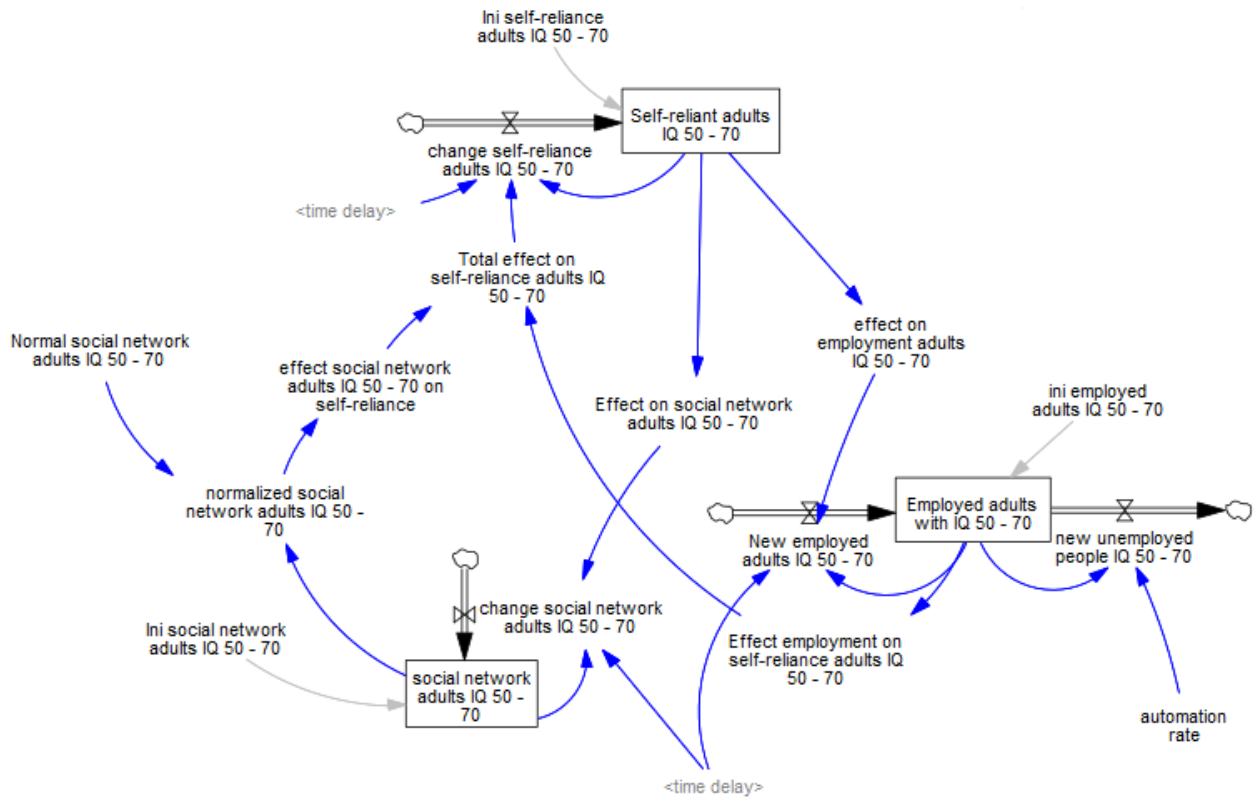 Ini self-reliance
adults IQ 50 - 70
Self-reliant adults
IQ 50 - 70
change self-reliance
adults IQ 50 - 70
<time delay>
Total effect on
self-reliance adults IQ
50 - 70
Normal social network
adults IQ 50 - 70
effect social network
adults IQ 50 - 70 on
self-reliance
effect on
employment adults
IQ 50 - 70
Effect on social network
adults IQ 50 - 70
ini employed
adults IQ 50 - 70
normalized social
network adults IQ 50 -
70
Employed adults
with IQ 50 - 70
New employed
adults IQ 50 - 70
new unemployed
people IQ 50 - 70
change social network
adults IQ 50 - 70
Ini social network
adults IQ 50 - 70
Effect employment on
self-reliance adults IQ
50 - 70
social network
adults IQ 50 -
70
automation
rate
<time delay>